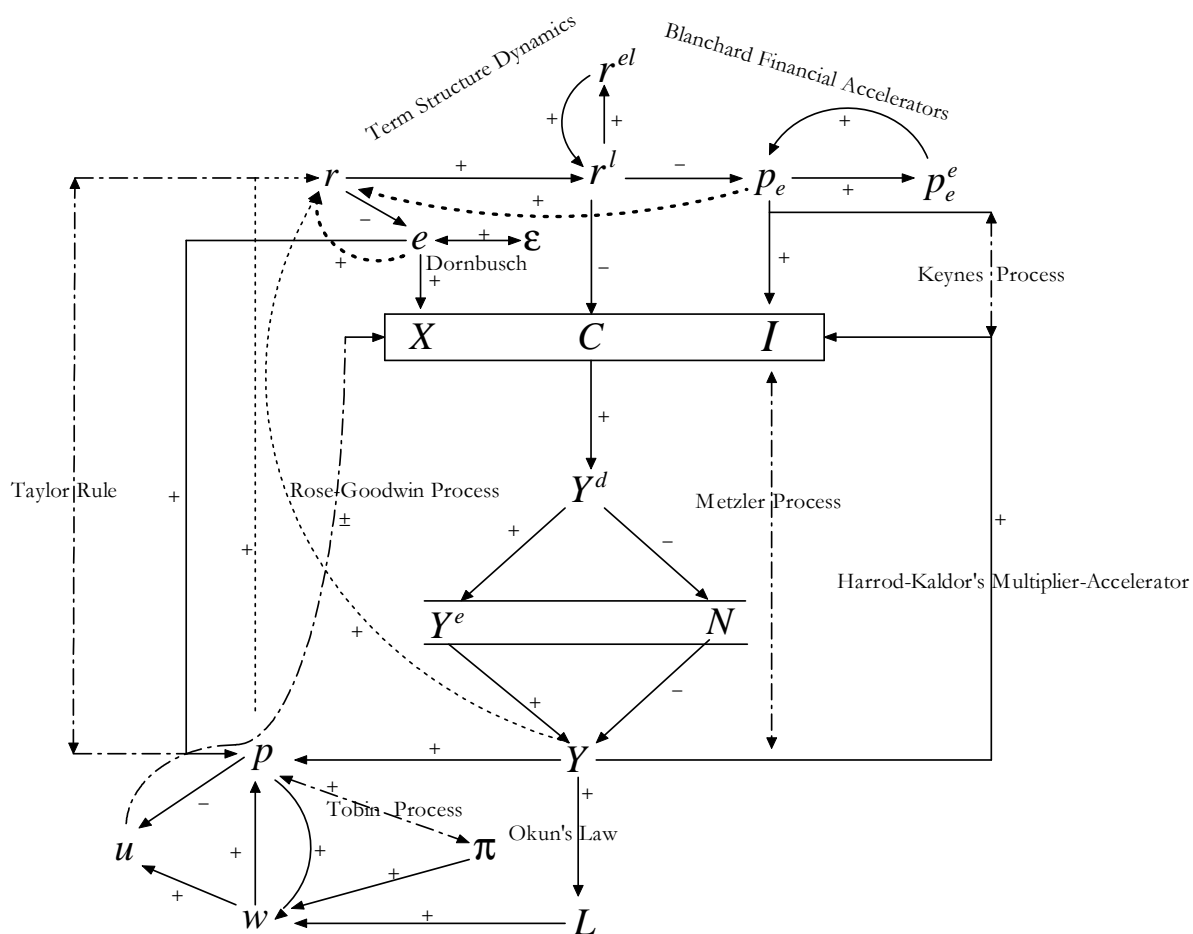 Term Structure Dynamics
Blanchard Financial Accelerators
r^{el}
+ +
r + r^l − p_e + p_e^e
+
+
− e + ε
+
Dornbusch
+ − +
Keynes Process
X C I
+
Y^d
Taylor Rule
+
Rose-Goodwin Process
±
Metzler Process
+ −
+
+
Harrod-Kaldor's Multiplier-Accelerator
Y^e N
+
+ −
p + Y
+
−
±
Tobin Process
Okun's Law
u + + π
+
+
w + L